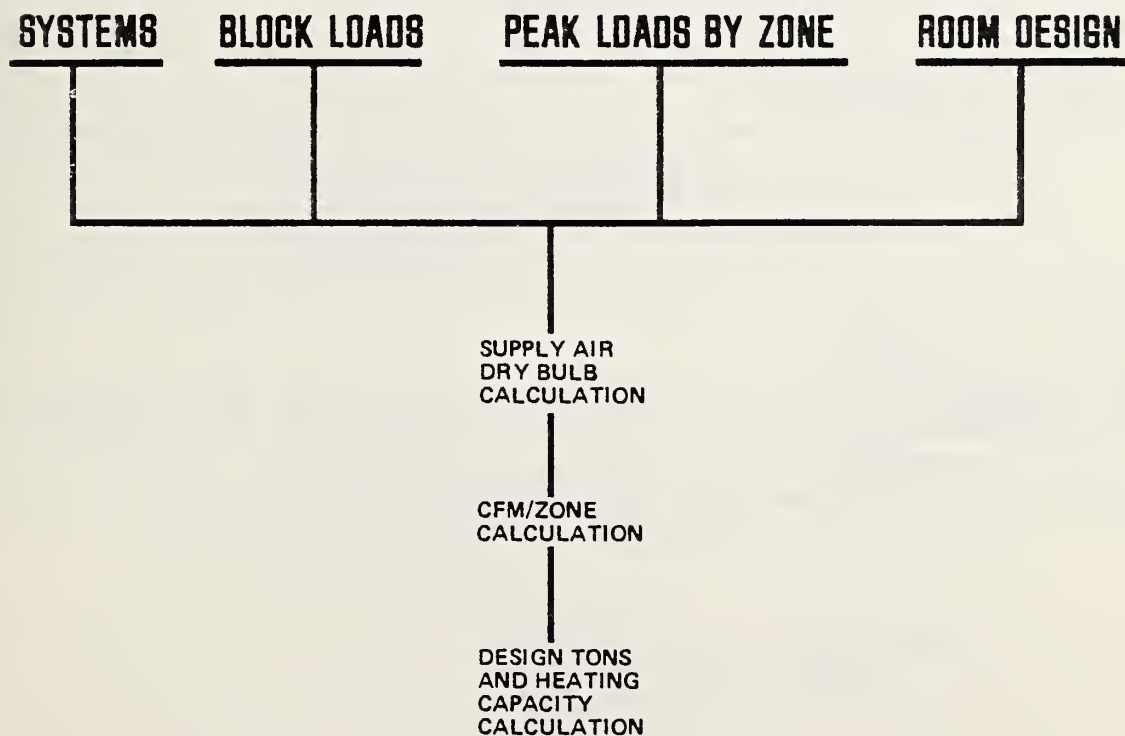 SYSTEMS BLOCK LOADS PEAK LOADS BY ZONE ROOM DESIGN
SUPPLY AIR
DRY BULB
CALCULATION
CFM/ZONE
CALCULATION
DESIGN TONS
AND HEATING
CAPACITY
CALCULATION